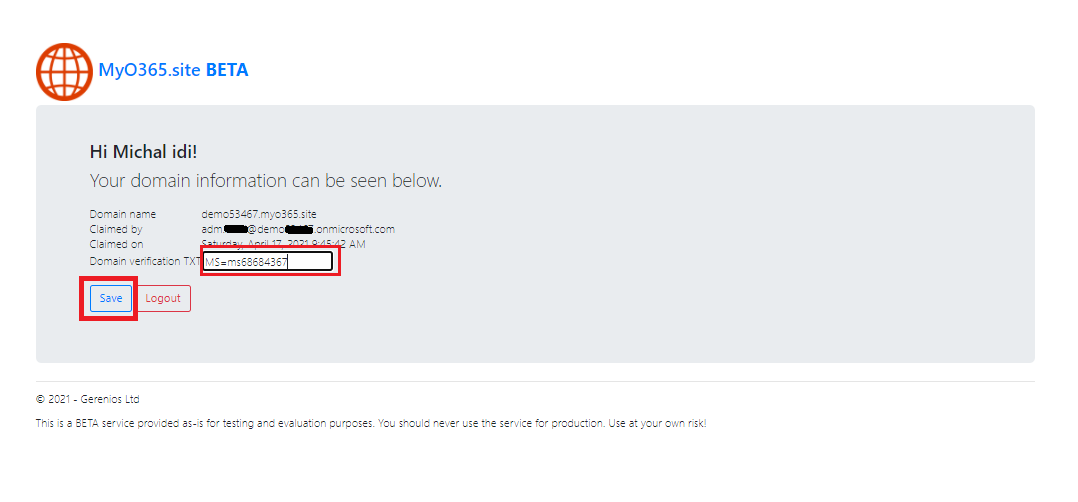 MyO365.site BETA
Hi Michal idi!
Your domain information can be seen below.
Domain name demo53467.myo365.site
Claimed by adm. @demo .onmicrosoft.com
Claimed on Saturday, April 17, 2021 9:45:42 AM
Domain verification TXT MS=ms68684367
Save Logout
© 2021 - Gerenios Ltd
This is a BETA service provided as-is for testing and evaluation purposes. You should never use the service for production. Use at your own risk!